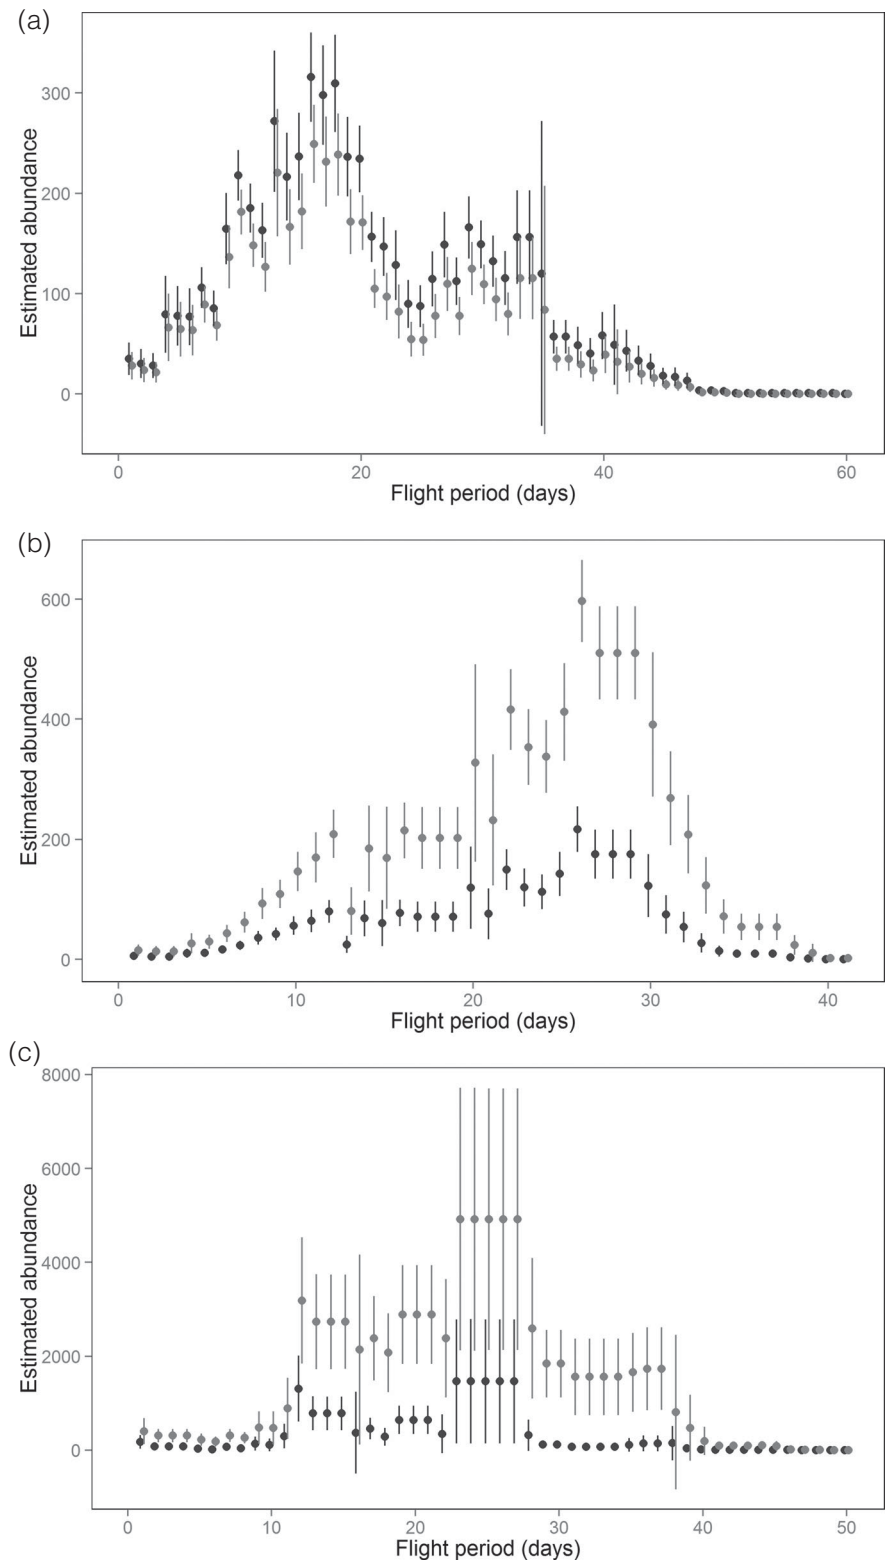 (a)
Estimated abundance
300
200
100
0
0 20 40 60
Flight period (days)
(b)
Estimated abundance
600
400
200
0
0 10 20 30 40
Flight period (days)
(c)
Estimated abundance
8000
6000
4000
2000
0
0 10 20 30 40 50
Flight period (days)